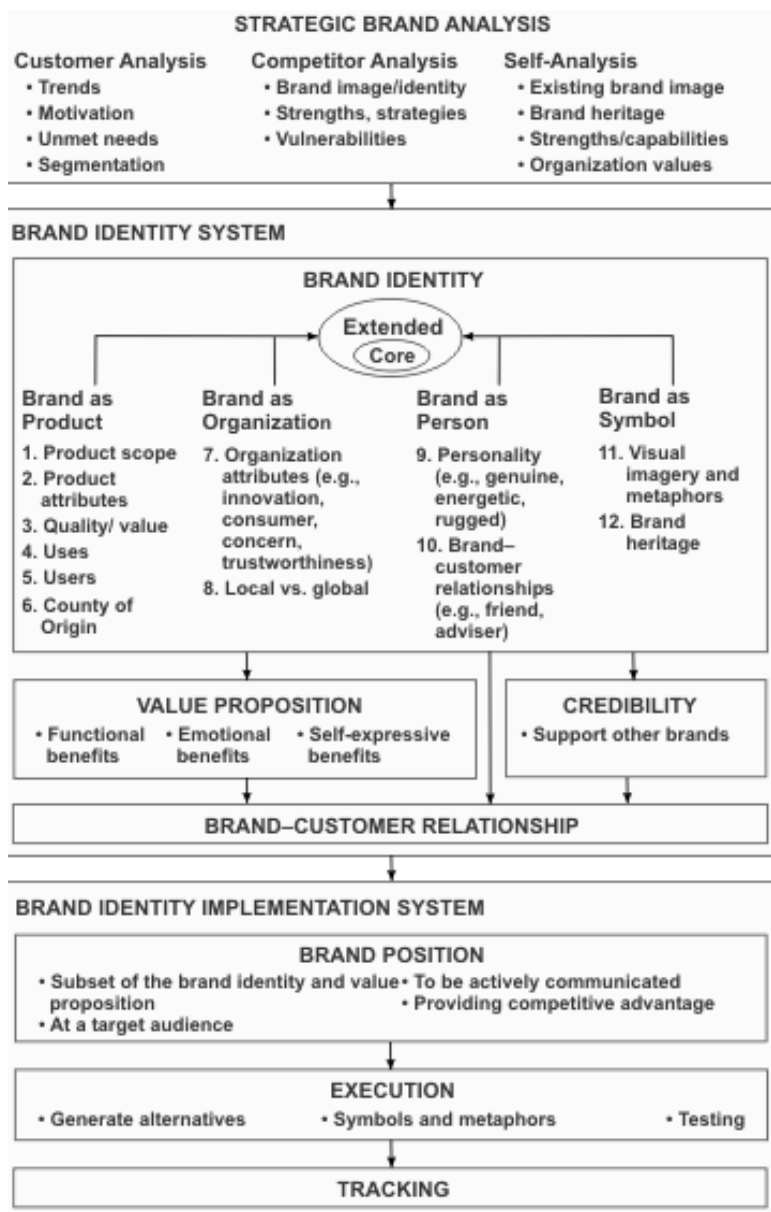 STRATEGIC BRAND ANALYSIS
Customer Analysis
• Trends
• Motivation
• Unmet needs
• Segmentation
Competitor Analysis
• Brand image/identity
• Strengths, strategies
• Vulnerabilities
Self-Analysis
• Existing brand image
• Brand heritage
• Strengths/capabilities
• Organization values
BRAND IDENTITY SYSTEM
BRAND IDENTITY
Extended
Core
Brand as
Product
1. Product scope
2. Product
attributes
3. Quality/ value
4. Uses
5. Users
6. County of
Origin
Brand as
Organization
7. Organization
attributes (e.g.,
innovation,
consumer,
concern,
trustworthiness)
8. Local vs. global
Brand as
Person
9. Personality
(e.g., genuine,
energetic,
rugged)
10. Brand–
customer
relationships
(e.g., friend,
adviser)
Brand as
Symbol
11. Visual
imagery and
metaphors
12. Brand
heritage
VALUE PROPOSITION
• Functional
benefits
• Emotional
benefits
• Self-expressive
benefits
CREDIBILITY
• Support other brands
BRAND–CUSTOMER RELATIONSHIP
BRAND IDENTITY IMPLEMENTATION SYSTEM
BRAND POSITION
• Subset of the brand identity and value
proposition
• At a target audience
• To be actively communicated
• Providing competitive advantage
EXECUTION
• Generate alternatives
• Symbols and metaphors
• Testing
TRACKING